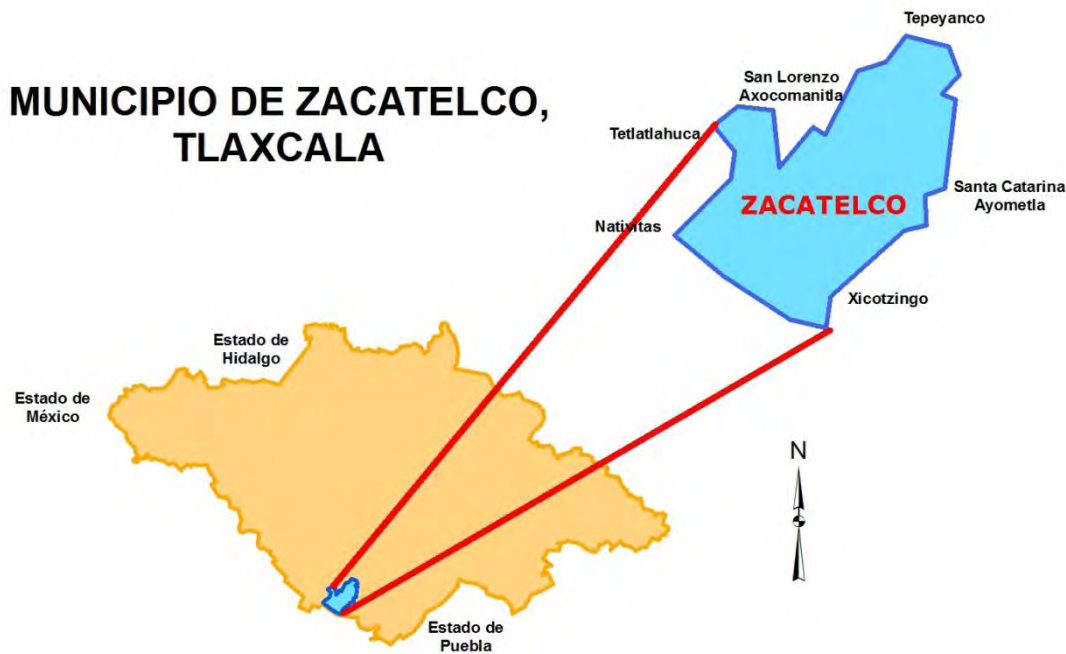 MUNICIPIO DE ZACATELCO,
TLAXCALA
Tepeyanco
San Lorenzo
Axocomanitla
Tetlatlahuca
Santa Catarina
Ayometla
ZACATELCO
Nativitas
Xicotzingo
Estado de
Hidalgo
Estado de
México
N
Estado de
Puebla